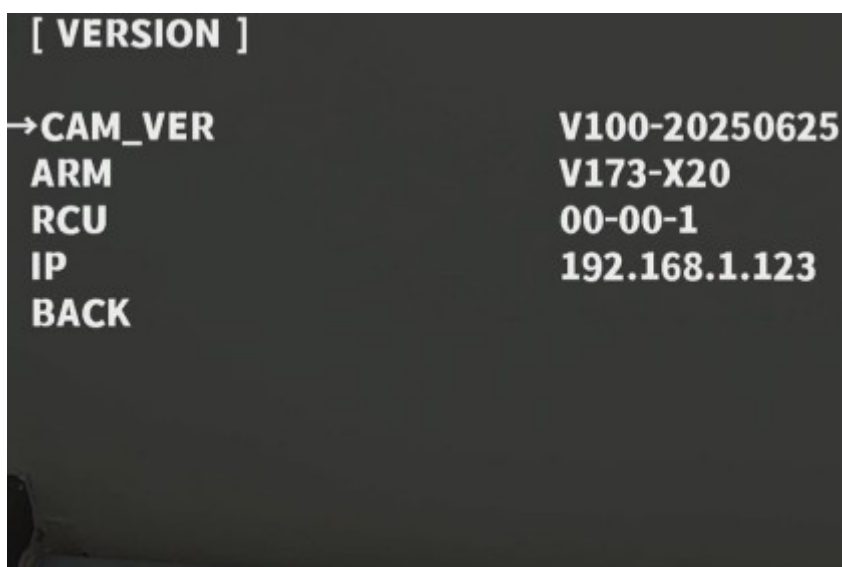 [ VERSION ]
→CAM_VER V100-20250625
ARM V173-X20
RCU 00-00-1
IP 192.168.1.123
BACK